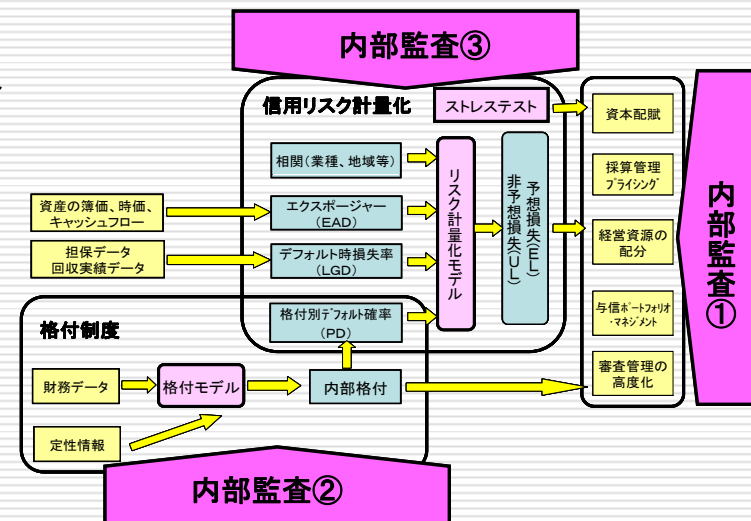 内部監査③
信用リスク計量化
ストレステスト
資本配賦
相関(業種、地域等)
採算管理
プライシング
資産の簿価、時価、
キャッシュフロー
エクスポージャー
(EAD)
リスク計量化モデル
予想損失(EL)
非予想損失(UL)
経営資源の
配分
内部監査①
担保データ
回収実績データ
デフォルト時損失率
(LGD)
格付別デフォルト確率
(PD)
与信ポートフォリオ
・マネジメント
格付制度
財務データ
格付モデル
内部格付
審査管理の
高度化
定性情報
内部監査②